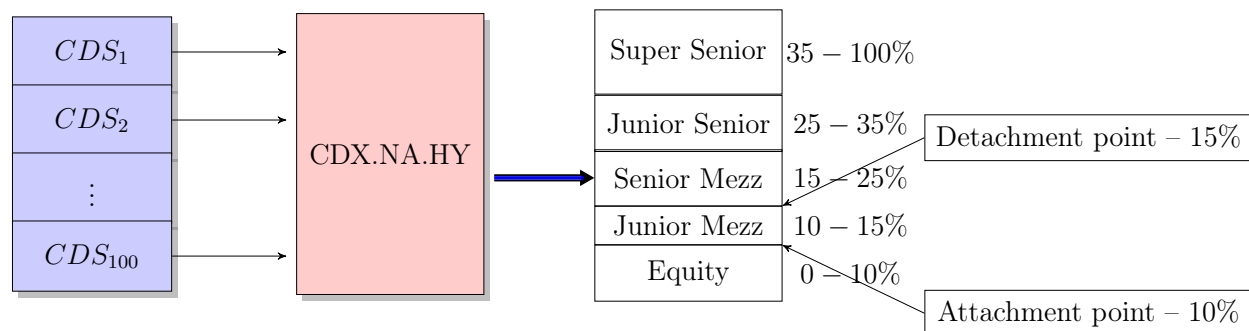 CDS₁
CDS₂
⋮
CDS₁₀₀
CDX.NA.HY
Super Senior 35 – 100%
Junior Senior 25 – 35%
Senior Mezz 15 – 25%
Junior Mezz 10 – 15%
Equity 0 – 10%
Detachment point – 15%
Attachment point – 10%